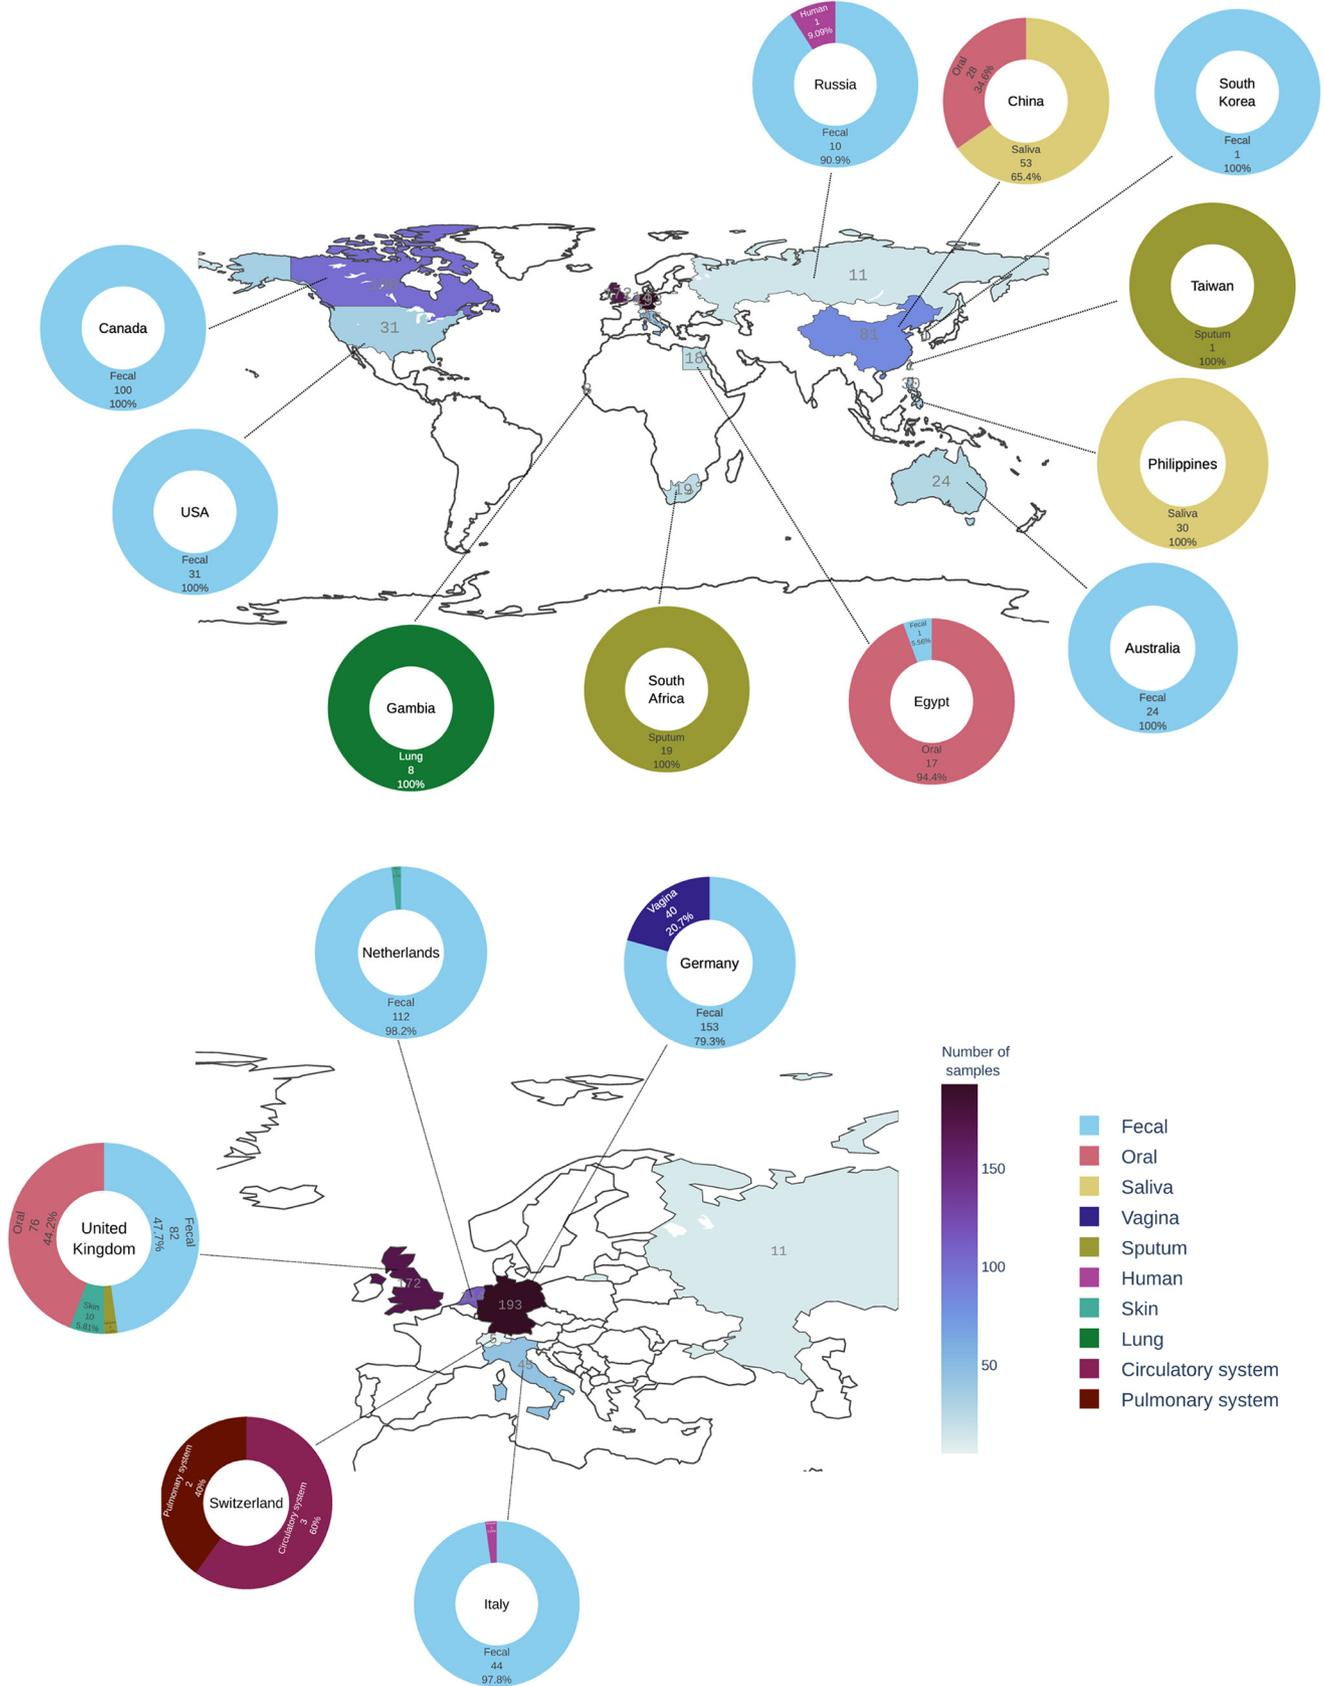 Human
1
9.09%
Russia
Fecal
10
90.9%
Oral
28
34.6%
China
Saliva
53
65.4%
South
Korea
Fecal
1
100%
Canada
Fecal
100
100%
USA
Fecal
31
100%
31
11
81
18
19
24
Taiwan
Sputum
1
100%
Philippines
Saliva
30
100%
Australia
Fecal
24
100%
Gambia
Lung
8
100%
South
Africa
Sputum
19
100%
Fecal
1
5.56%
Egypt
Oral
17
94.4%
Netherlands
Fecal
112
98.2%
Vagina
40
20.7%
Germany
Fecal
153
79.3%
Oral
76
44.2%
United
Kingdom
Fecal
82
47.7%
Skin
10
5.81%
172
193
5
45
11
Pulmonary system
2
40%
Switzerland
Circulatory system
3
60%
Italy
Fecal
44
97.8%
Number of
samples
150
100
50
Fecal
Oral
Saliva
Vagina
Sputum
Human
Skin
Lung
Circulatory system
Pulmonary system